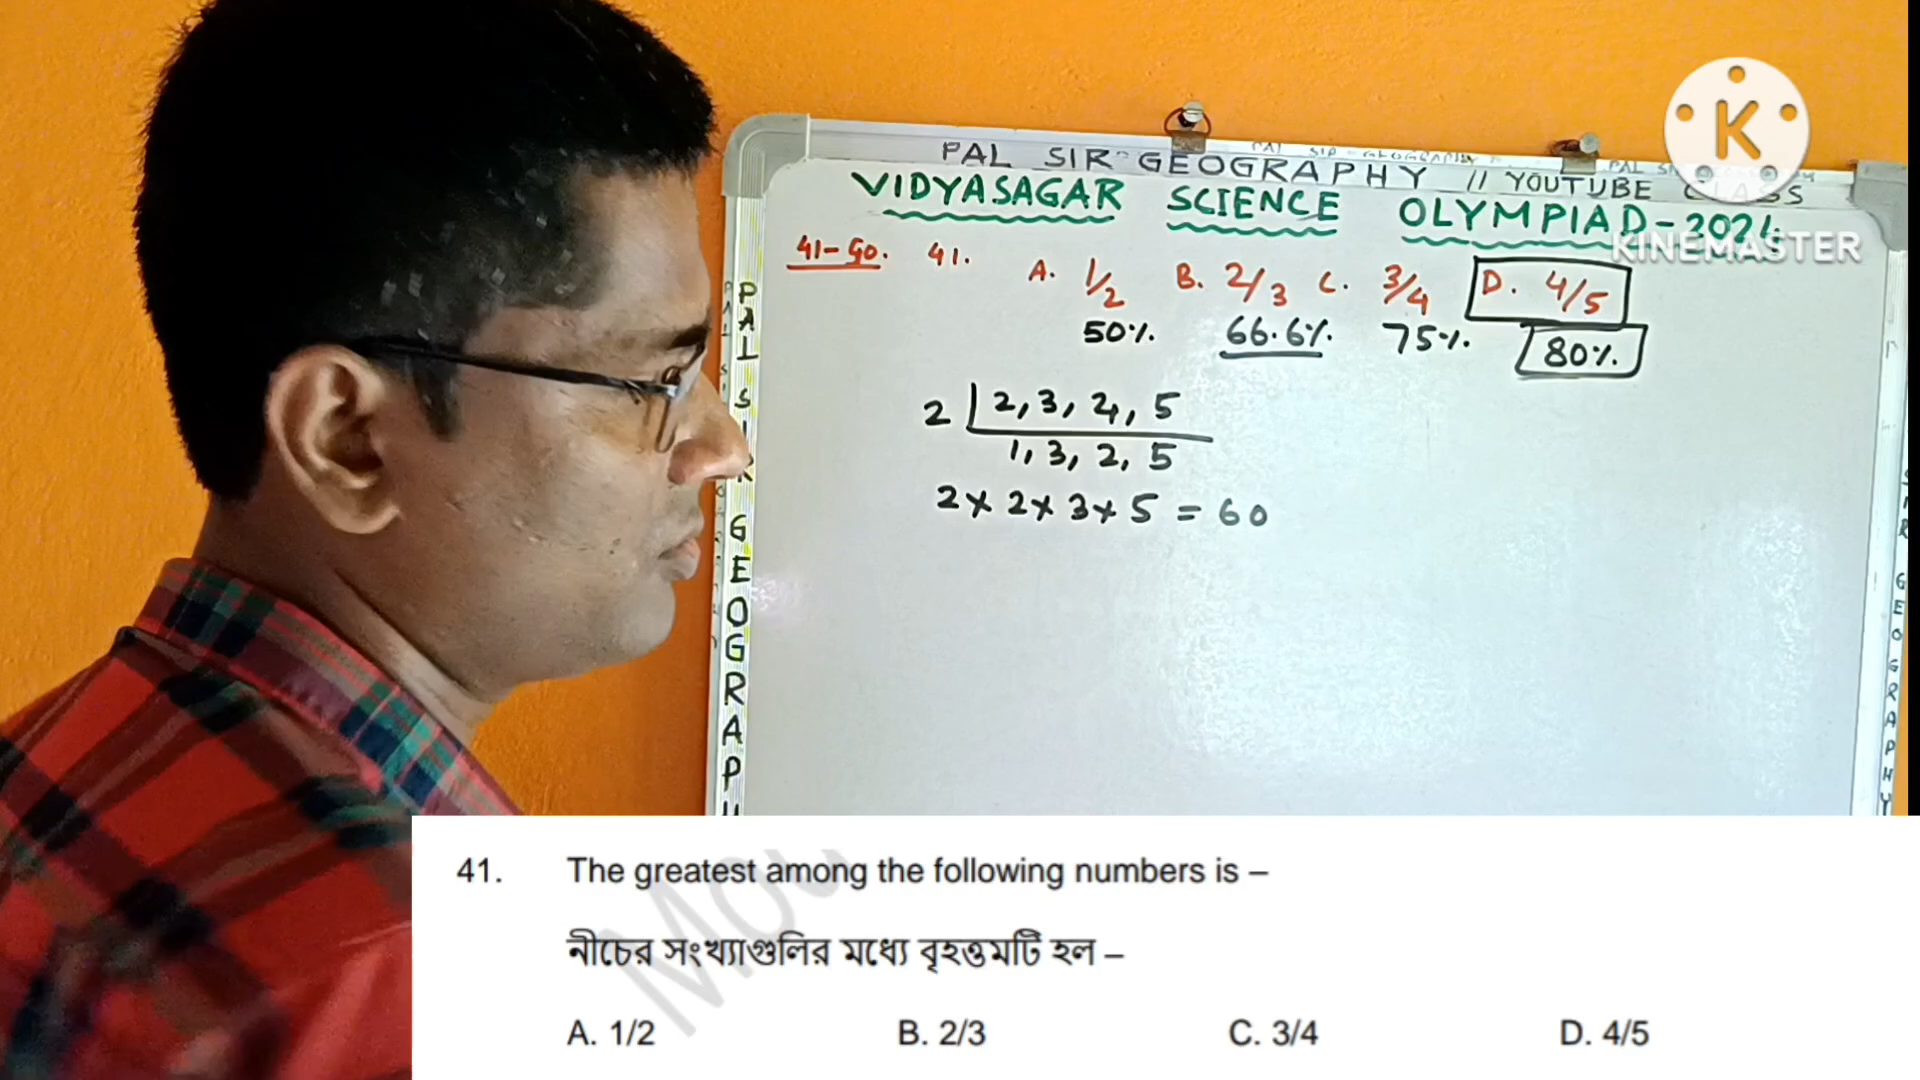 PAL SIR GEOGRAPHY // YOUTUBE CLASS
VIDYASAGAR SCIENCE OLYMPIAD-2024
K
KINEMASTER
41-50. 41. A. 1/2 B. 2/3 C. 3/4 D. 4/5
50%. 66.6%. 75%. 80%.
2 | 2, 3, 4, 5
1, 3, 2, 5
2 × 2 × 3 × 5 = 60
PAL SIR GEOGRAPHY
41. The greatest among the following numbers is –
নীচের সংখ্যাগুলির মধ্যে বৃহত্তমটি হল –
A. 1/2 B. 2/3 C. 3/4 D. 4/5